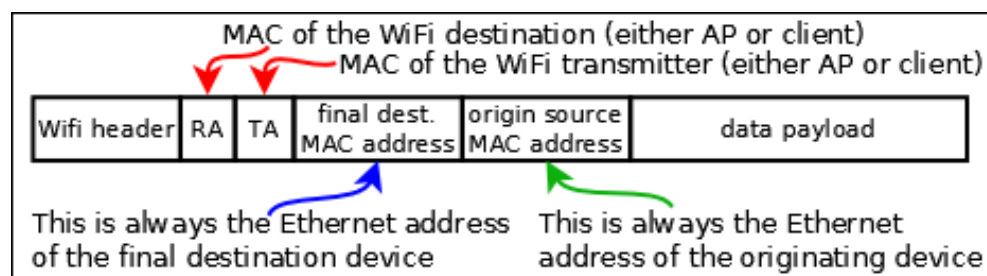 MAC of the WiFi destination (either AP or client)
MAC of the WiFi transmitter (either AP or client)
Wifi header RA TA final dest. MAC address origin source MAC address data payload
This is always the Ethernet address
of the final destination device
This is always the Ethernet
address of the originating device